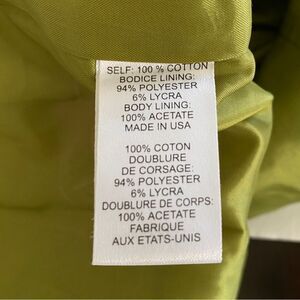 SELF: 100 % COTTON
BODICE LINING:
94% POLYESTER
6% LYCRA
BODY LINING:
100% ACETATE
MADE IN USA
100% COTON
DOUBLURE
DE CORSAGE:
94% POLYESTER
6% LYCRA
DOUBLURE DE CORPS:
100% ACETATE
FABRIQUE
AUX ETATS-UNIS